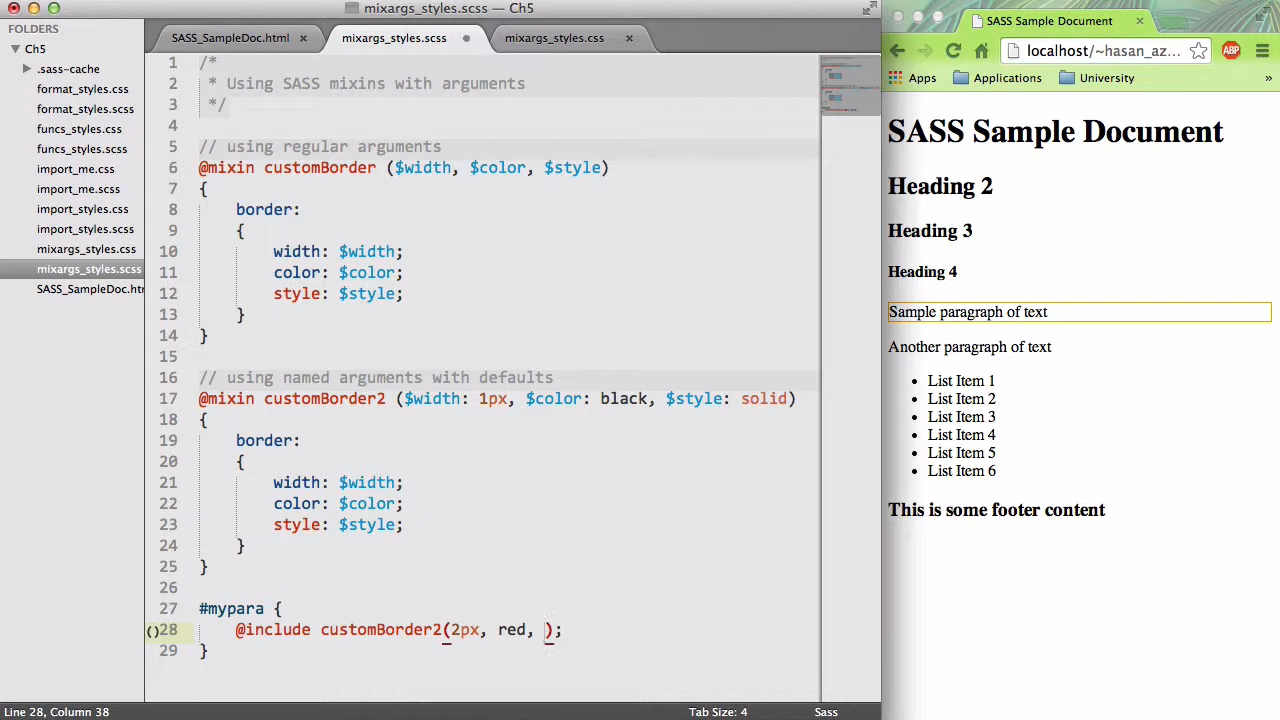 mixargs_styles.scss — Ch5
FOLDERS
Ch5
.sass-cache
format_styles.css
format_styles.scss
funcs_styles.css
funcs_styles.scss
import_me.css
import_me.scss
import_styles.css
import_styles.scss
mixargs_styles.css
mixargs_styles.scss
SASS_SampleDoc.htm
SASS_SampleDoc.html ×
mixargs_styles.scss
mixargs_styles.css ×
1 /*
2 * Using SASS mixins with arguments
3 */
4
5 // using regular arguments
6 @mixin customBorder ($width, $color, $style)
7 {
8 border:
9 {
10 width: $width;
11 color: $color;
12 style: $style;
13 }
14 }
15
16 // using named arguments with defaults
17 @mixin customBorder2 ($width: 1px, $color: black, $style: solid)
18 {
19 border:
20 {
21 width: $width;
22 color: $color;
23 style: $style;
24 }
25 }
26
27 #mypara {
()28 @include customBorder2(2px, red, );
29 }
Line 28, Column 38
Tab Size: 4
Sass
SASS Sample Document ×
localhost/~hasan_az...
ABP
Apps
Applications
University
»
SASS Sample Document
Heading 2
Heading 3
Heading 4
Sample paragraph of text
Another paragraph of text
• List Item 1
• List Item 2
• List Item 3
• List Item 4
• List Item 5
• List Item 6
This is some footer content